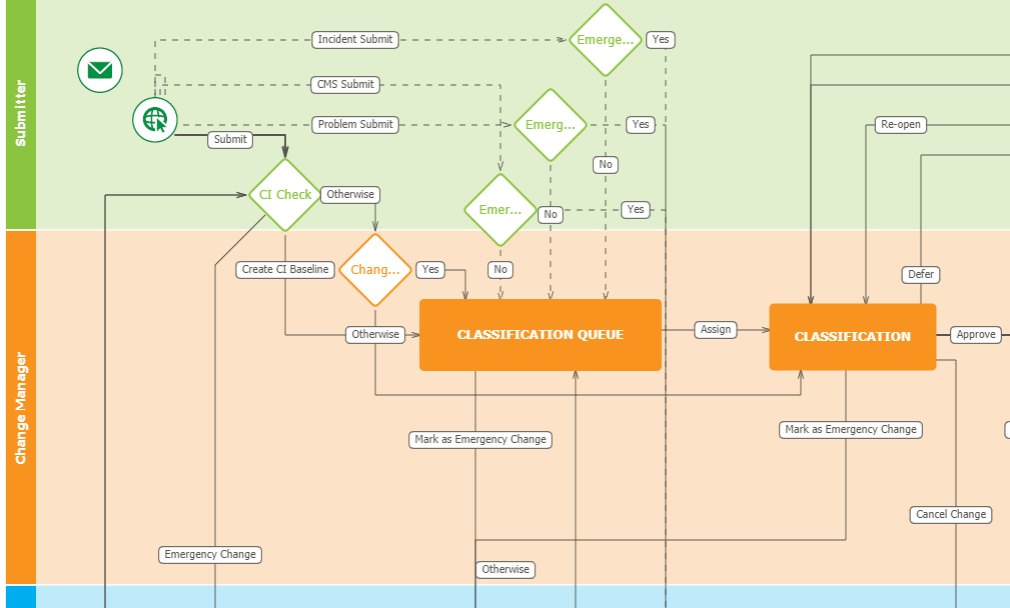 Submitter
Incident Submit
Emerge...
Yes
CMS Submit
Problem Submit
Emerg...
Yes
Re-open
Submit
No
CI Check
Otherwise
Emer...
No
Yes
Change Manager
Create CI Baseline
Chang...
Yes
No
Defer
Otherwise
CLASSIFICATION QUEUE
Assign
CLASSIFICATION
Approve
Mark as Emergency Change
Mark as Emergency Change
Cancel Change
Emergency Change
Otherwise